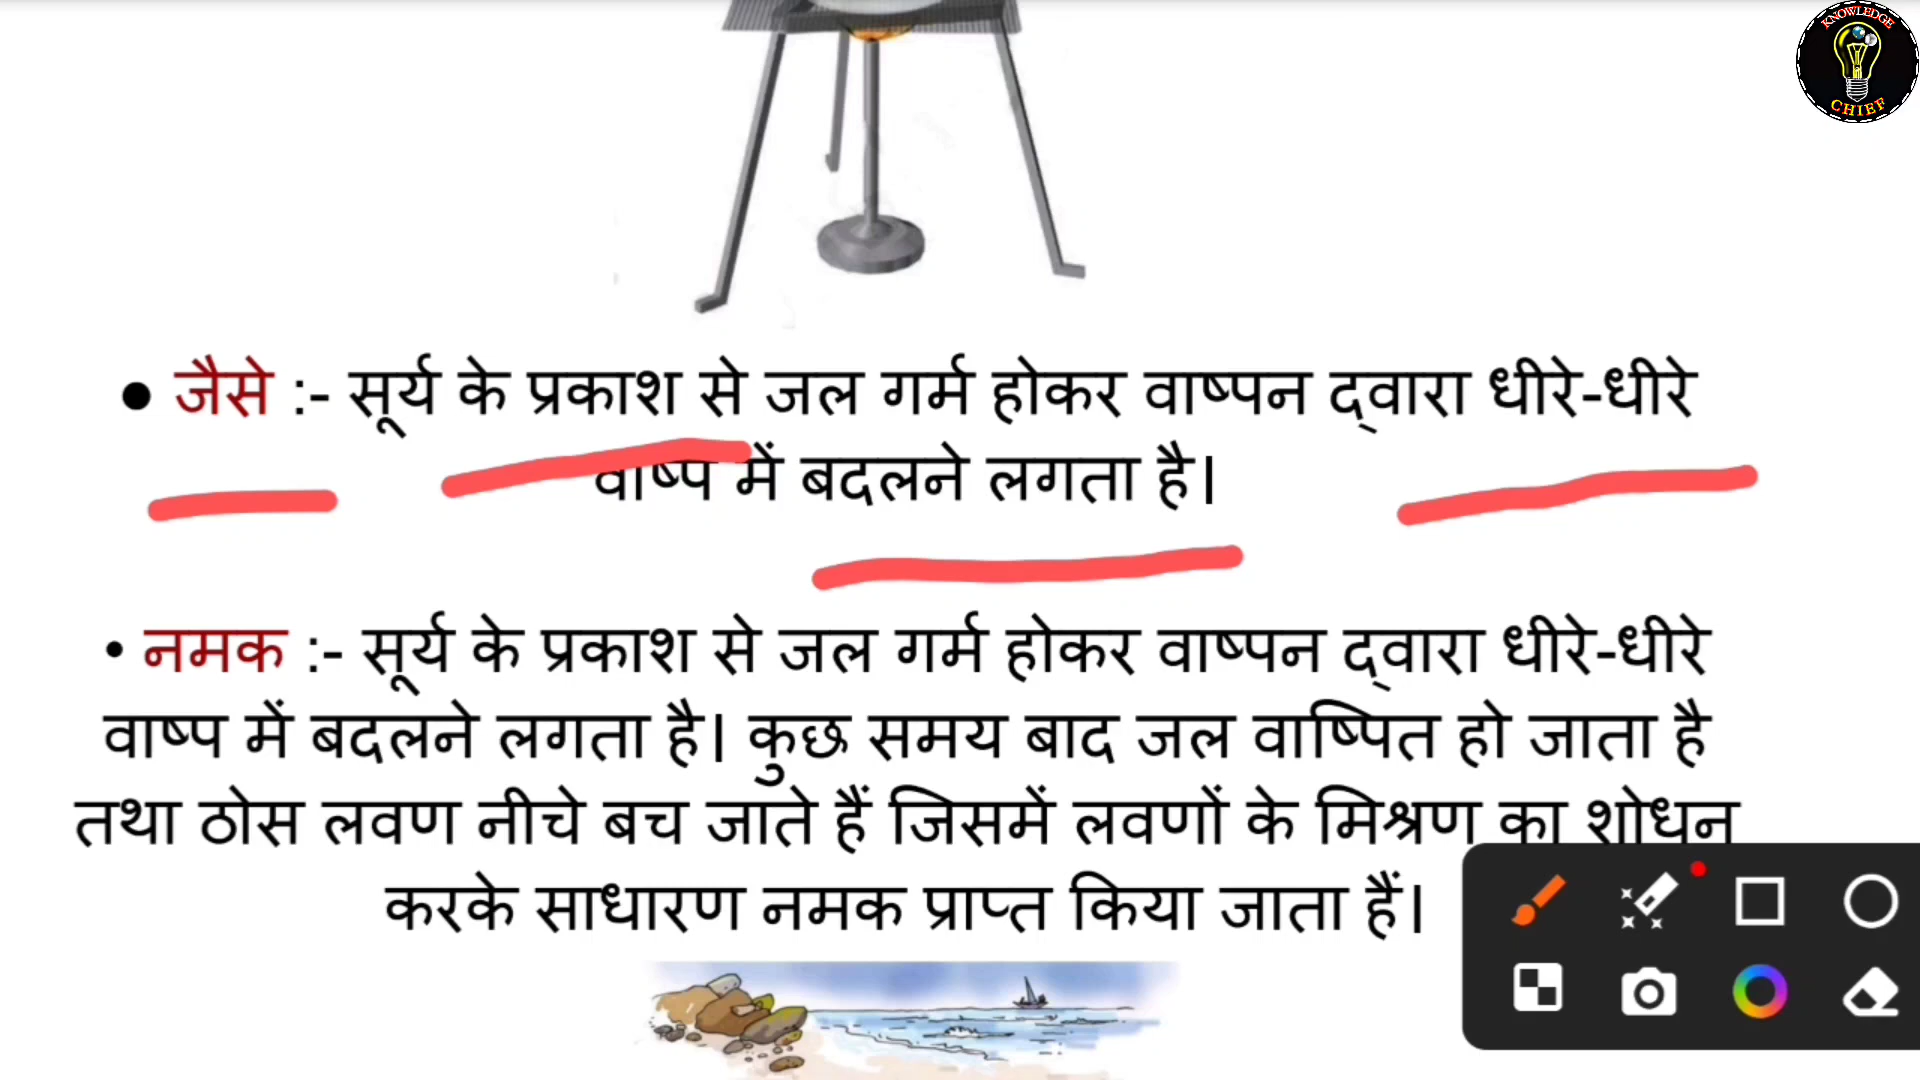 KNOWLEDGE
CHIEF
● जैसे :- सूर्य के प्रकाश से जल गर्म होकर वाष्पन द्वारा धीरे-धीरे
वाष्प में बदलने लगता है।
• नमक :- सूर्य के प्रकाश से जल गर्म होकर वाष्पन द्वारा धीरे-धीरे
वाष्प में बदलने लगता है। कुछ समय बाद जल वाष्पित हो जाता है
तथा ठोस लवण नीचे बच जाते हैं जिसमें लवणों के मिश्रण का शोधन
करके साधारण नमक प्राप्त किया जाता हैं।